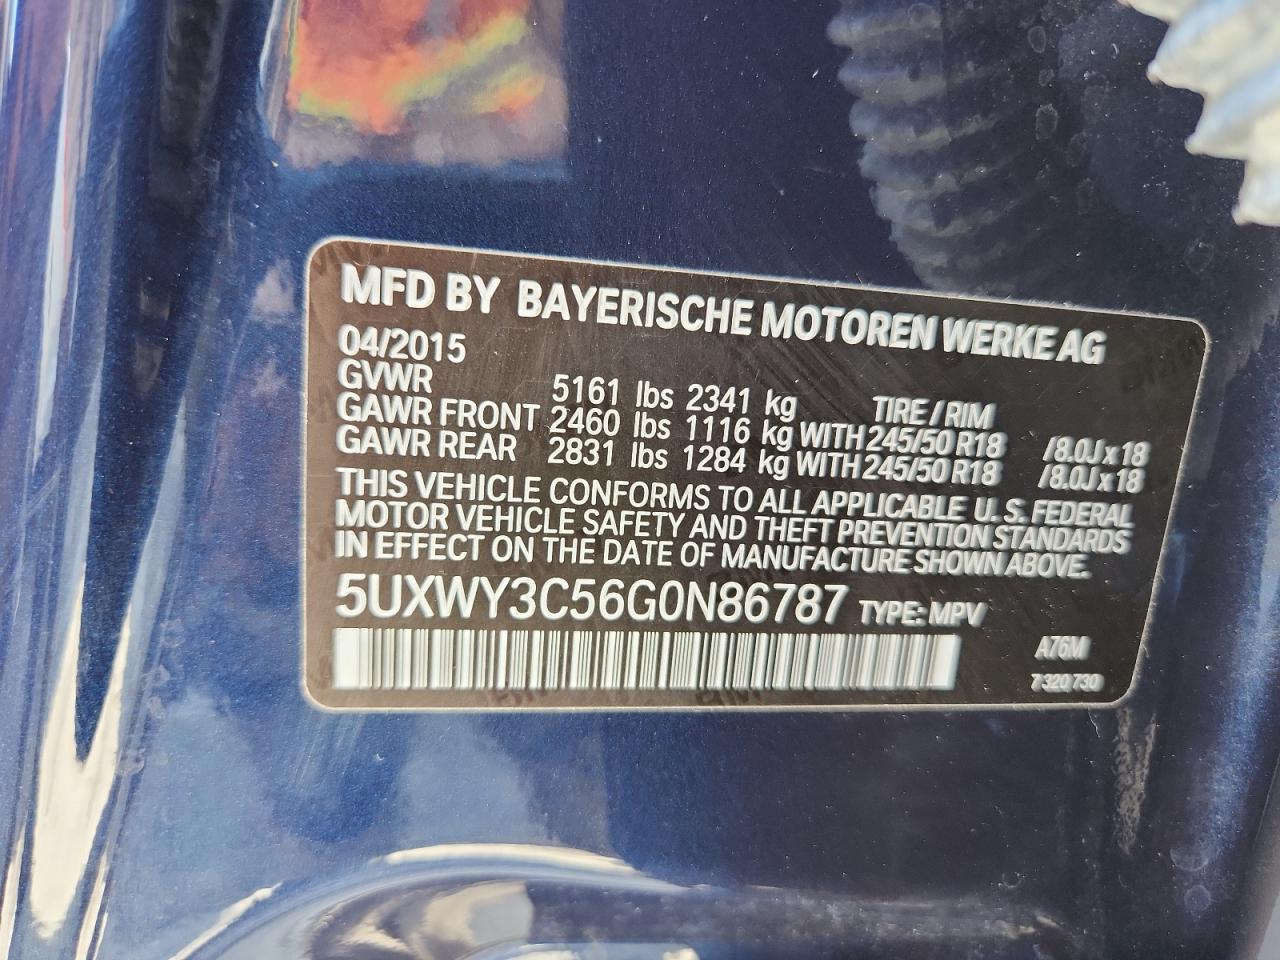 MFD BY BAYERISCHE MOTOREN WERKE AG
04/2015
GVWR 5161 lbs 2341 kg TIRE / RIM
GAWR FRONT 2460 lbs 1116 kg WITH 245/50 R18 /8.0J x 18
GAWR REAR 2831 lbs 1284 kg WITH 245/50 R18 /8.0J x 18
THIS VEHICLE CONFORMS TO ALL APPLICABLE U. S. FEDERAL
MOTOR VEHICLE SAFETY AND THEFT PREVENTION STANDARDS
IN EFFECT ON THE DATE OF MANUFACTURE SHOWN ABOVE.
5UXWY3C56G0N86787 TYPE: MPV
A76M
7 320 730